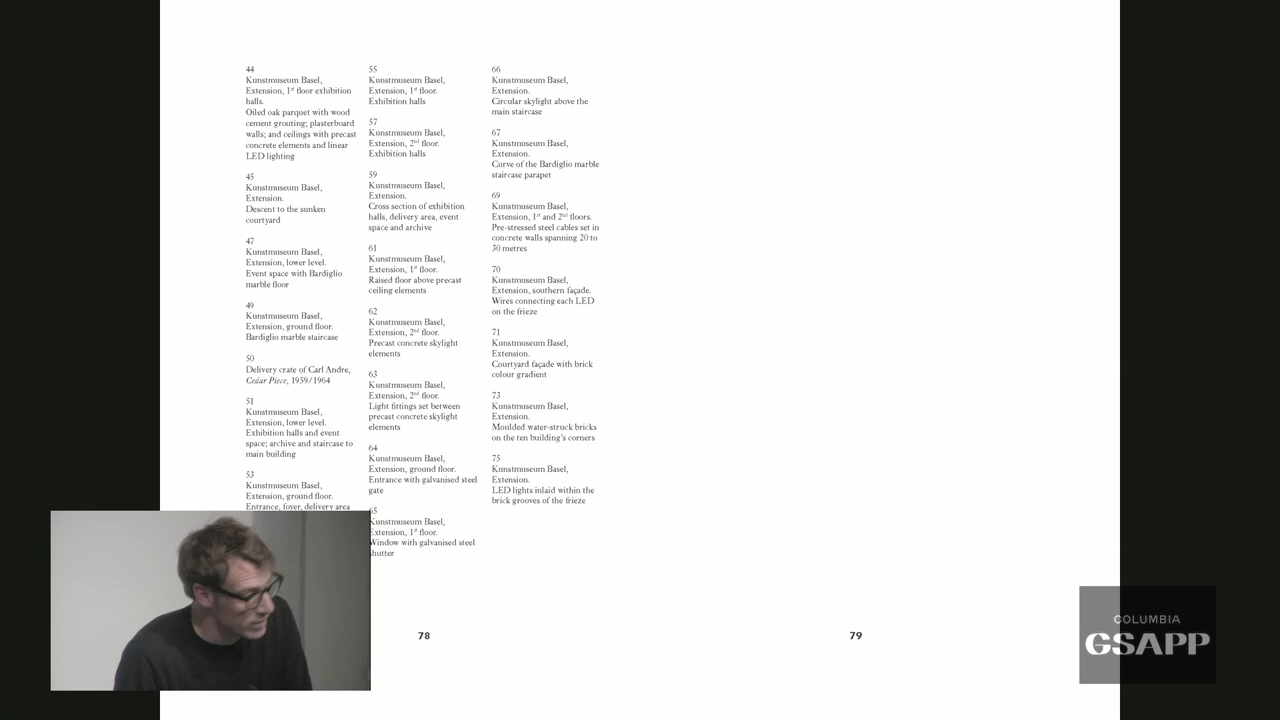 44
Kunstmuseum Basel,
Extension, 1st floor exhibition
halls.
Oiled oak parquet with wood
cement grouting; plasterboard
walls; and ceilings with precast
concrete elements and linear
LED lighting
45
Kunstmuseum Basel,
Extension.
Descent to the sunken
courtyard
47
Kunstmuseum Basel,
Extension, lower level.
Event space with Bardiglio
marble floor
49
Kunstmuseum Basel,
Extension, ground floor.
Bardiglio marble staircase
50
Delivery crate of Carl Andre,
Cedar Piece, 1959/1964
51
Kunstmuseum Basel,
Extension, lower level.
Exhibition halls and event
space; archive and staircase to
main building
53
Kunstmuseum Basel,
Extension, ground floor.
Entrance, foyer, delivery area
55
Kunstmuseum Basel,
Extension, 1st floor.
Exhibition halls
57
Kunstmuseum Basel,
Extension, 2nd floor.
Exhibition halls
59
Kunstmuseum Basel,
Extension.
Cross section of exhibition
halls, delivery area, event
space and archive
61
Kunstmuseum Basel,
Extension, 1st floor.
Raised floor above precast
ceiling elements
62
Kunstmuseum Basel,
Extension, 2nd floor.
Precast concrete skylight
elements
63
Kunstmuseum Basel,
Extension, 2nd floor.
Light fittings set between
precast concrete skylight
elements
64
Kunstmuseum Basel,
Extension, ground floor.
Entrance with galvanised steel
gate
65
Kunstmuseum Basel,
Extension, 1st floor.
Window with galvanised steel
shutter
66
Kunstmuseum Basel,
Extension.
Circular skylight above the
main staircase
67
Kunstmuseum Basel,
Extension.
Curve of the Bardiglio marble
staircase parapet
69
Kunstmuseum Basel,
Extension, 1st and 2nd floors.
Pre-stressed steel cables set in
concrete walls spanning 20 to
30 metres
70
Kunstmuseum Basel,
Extension, southern façade.
Wires connecting each LED
on the frieze
71
Kunstmuseum Basel,
Extension.
Courtyard façade with brick
colour gradient
73
Kunstmuseum Basel,
Extension.
Moulded water-struck bricks
on the ten building's corners
75
Kunstmuseum Basel,
Extension.
LED lights inlaid within the
brick grooves of the frieze
78
79
COLUMBIA
GSAPP